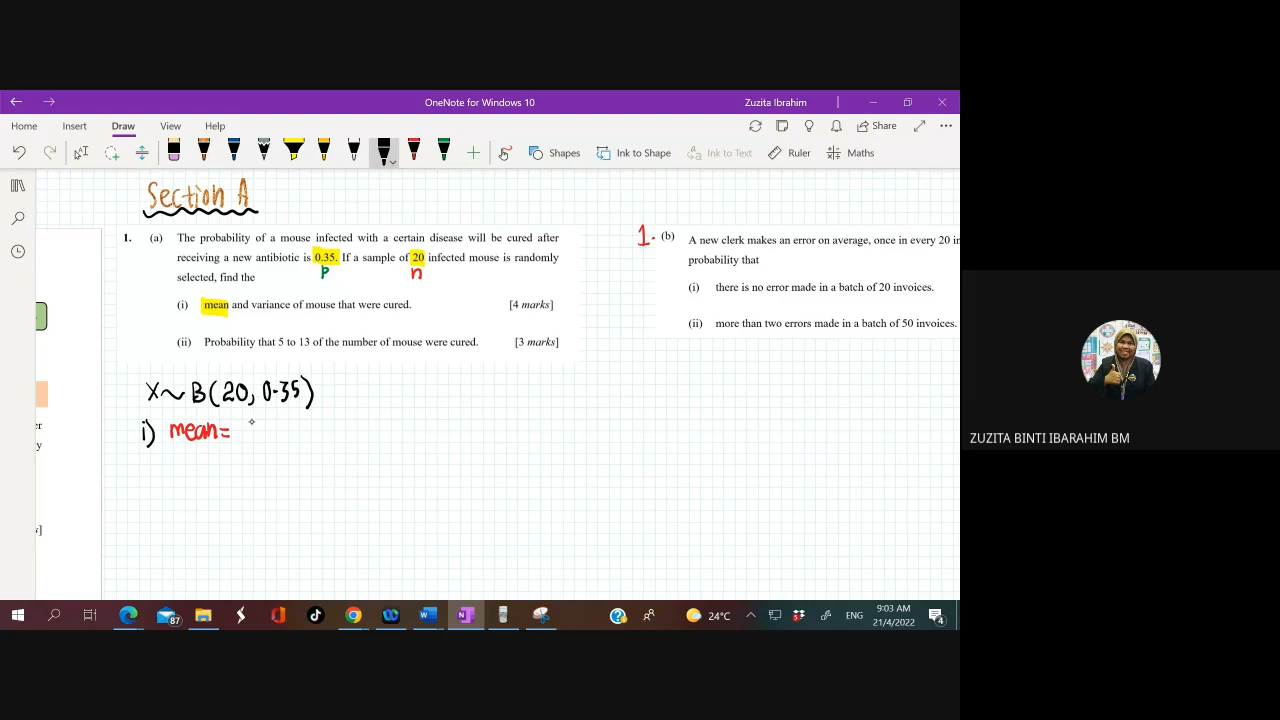 OneNote for Windows 10
Zuzita Ibrahim
Home Insert Draw View Help
Share
Shapes Ink to Shape Ink to Text Ruler Maths
Section A
1. (a) The probability of a mouse infected with a certain disease will be cured after
receiving a new antibiotic is 0.35. If a sample of 20 infected mouse is randomly
p n
selected, find the
(i) mean and variance of mouse that were cured. [4 marks]
(ii) Probability that 5 to 13 of the number of mouse were cured. [3 marks]
X~B(20, 0.35)
i) mean=
1. (b) A new clerk makes an error on average, once in every 20 in
probability that
(i) there is no error made in a batch of 20 invoices.
(ii) more than two errors made in a batch of 50 invoices.
er
y
s]
ZUZITA BINTI IBARAHIM BM
87
24°C
ENG
9:03 AM
21/4/2022
4